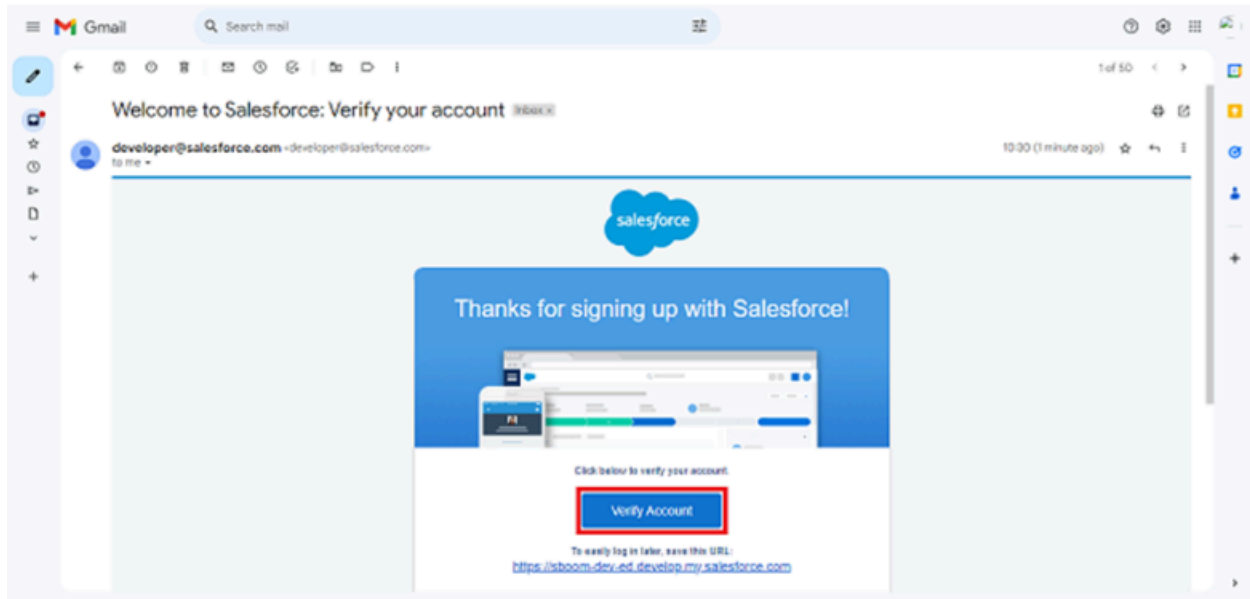 Gmail
Search mail
1 of 50
Welcome to Salesforce: Verify your account Inbox ×
developer@salesforce.com <developer@salesforce.com>
10:30 (1 minute ago)
to me
salesforce
Thanks for signing up with Salesforce!
Click below to verify your account.
Verify Account
To easily log in later, save this URL:
https://sboom-dev-ed.develop.my.salesforce.com